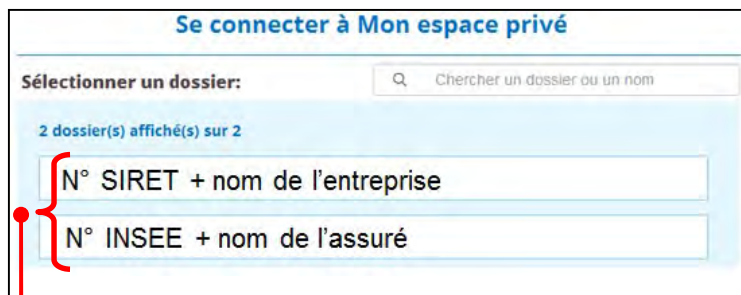 Se connecter à Mon espace privé
Sélectionner un dossier:
Chercher un dossier ou un nom
2 dossier(s) affiché(s) sur 2
N° SIRET + nom de l'entreprise
N° INSEE + nom de l'assuré